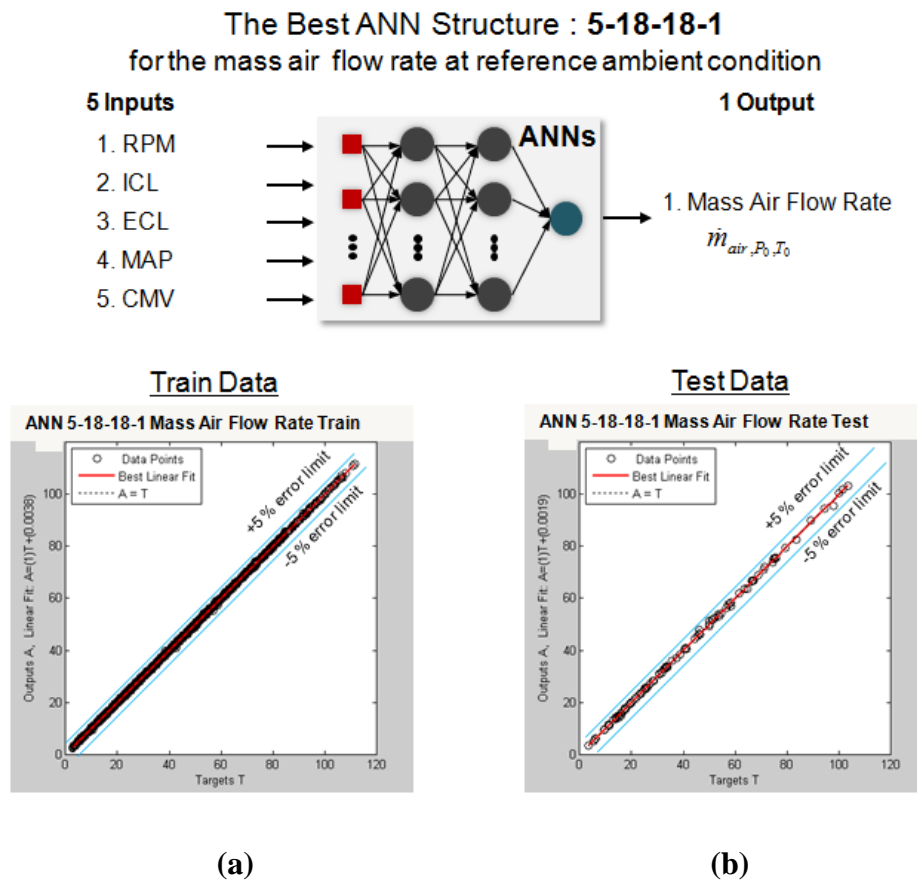 The Best ANN Structure : 5-18-18-1
for the mass air flow rate at reference ambient condition
5 Inputs
1. RPM
2. ICL
3. ECL
4. MAP
5. CMV
ANNs
1 Output
1. Mass Air Flow Rate
ṁ air ,P₀ ,T₀
Train Data
ANN 5-18-18-1 Mass Air Flow Rate Train
Data Points
Best Linear Fit
A = T
+5 % error limit
-5 % error limit
Outputs A, Linear Fit: A=(1)T+(0.0038)
100
80
60
40
20
0
0 20 40 60 80 100 120
Targets T
(a)
Test Data
ANN 5-18-18-1 Mass Air Flow Rate Test
Data Points
Best Linear Fit
A = T
+5 % error limit
-5 % error limit
Outputs A, Linear Fit: A=(1)T+(0.0019)
100
80
60
40
20
0
0 20 40 60 80 100 120
Targets T
(b)